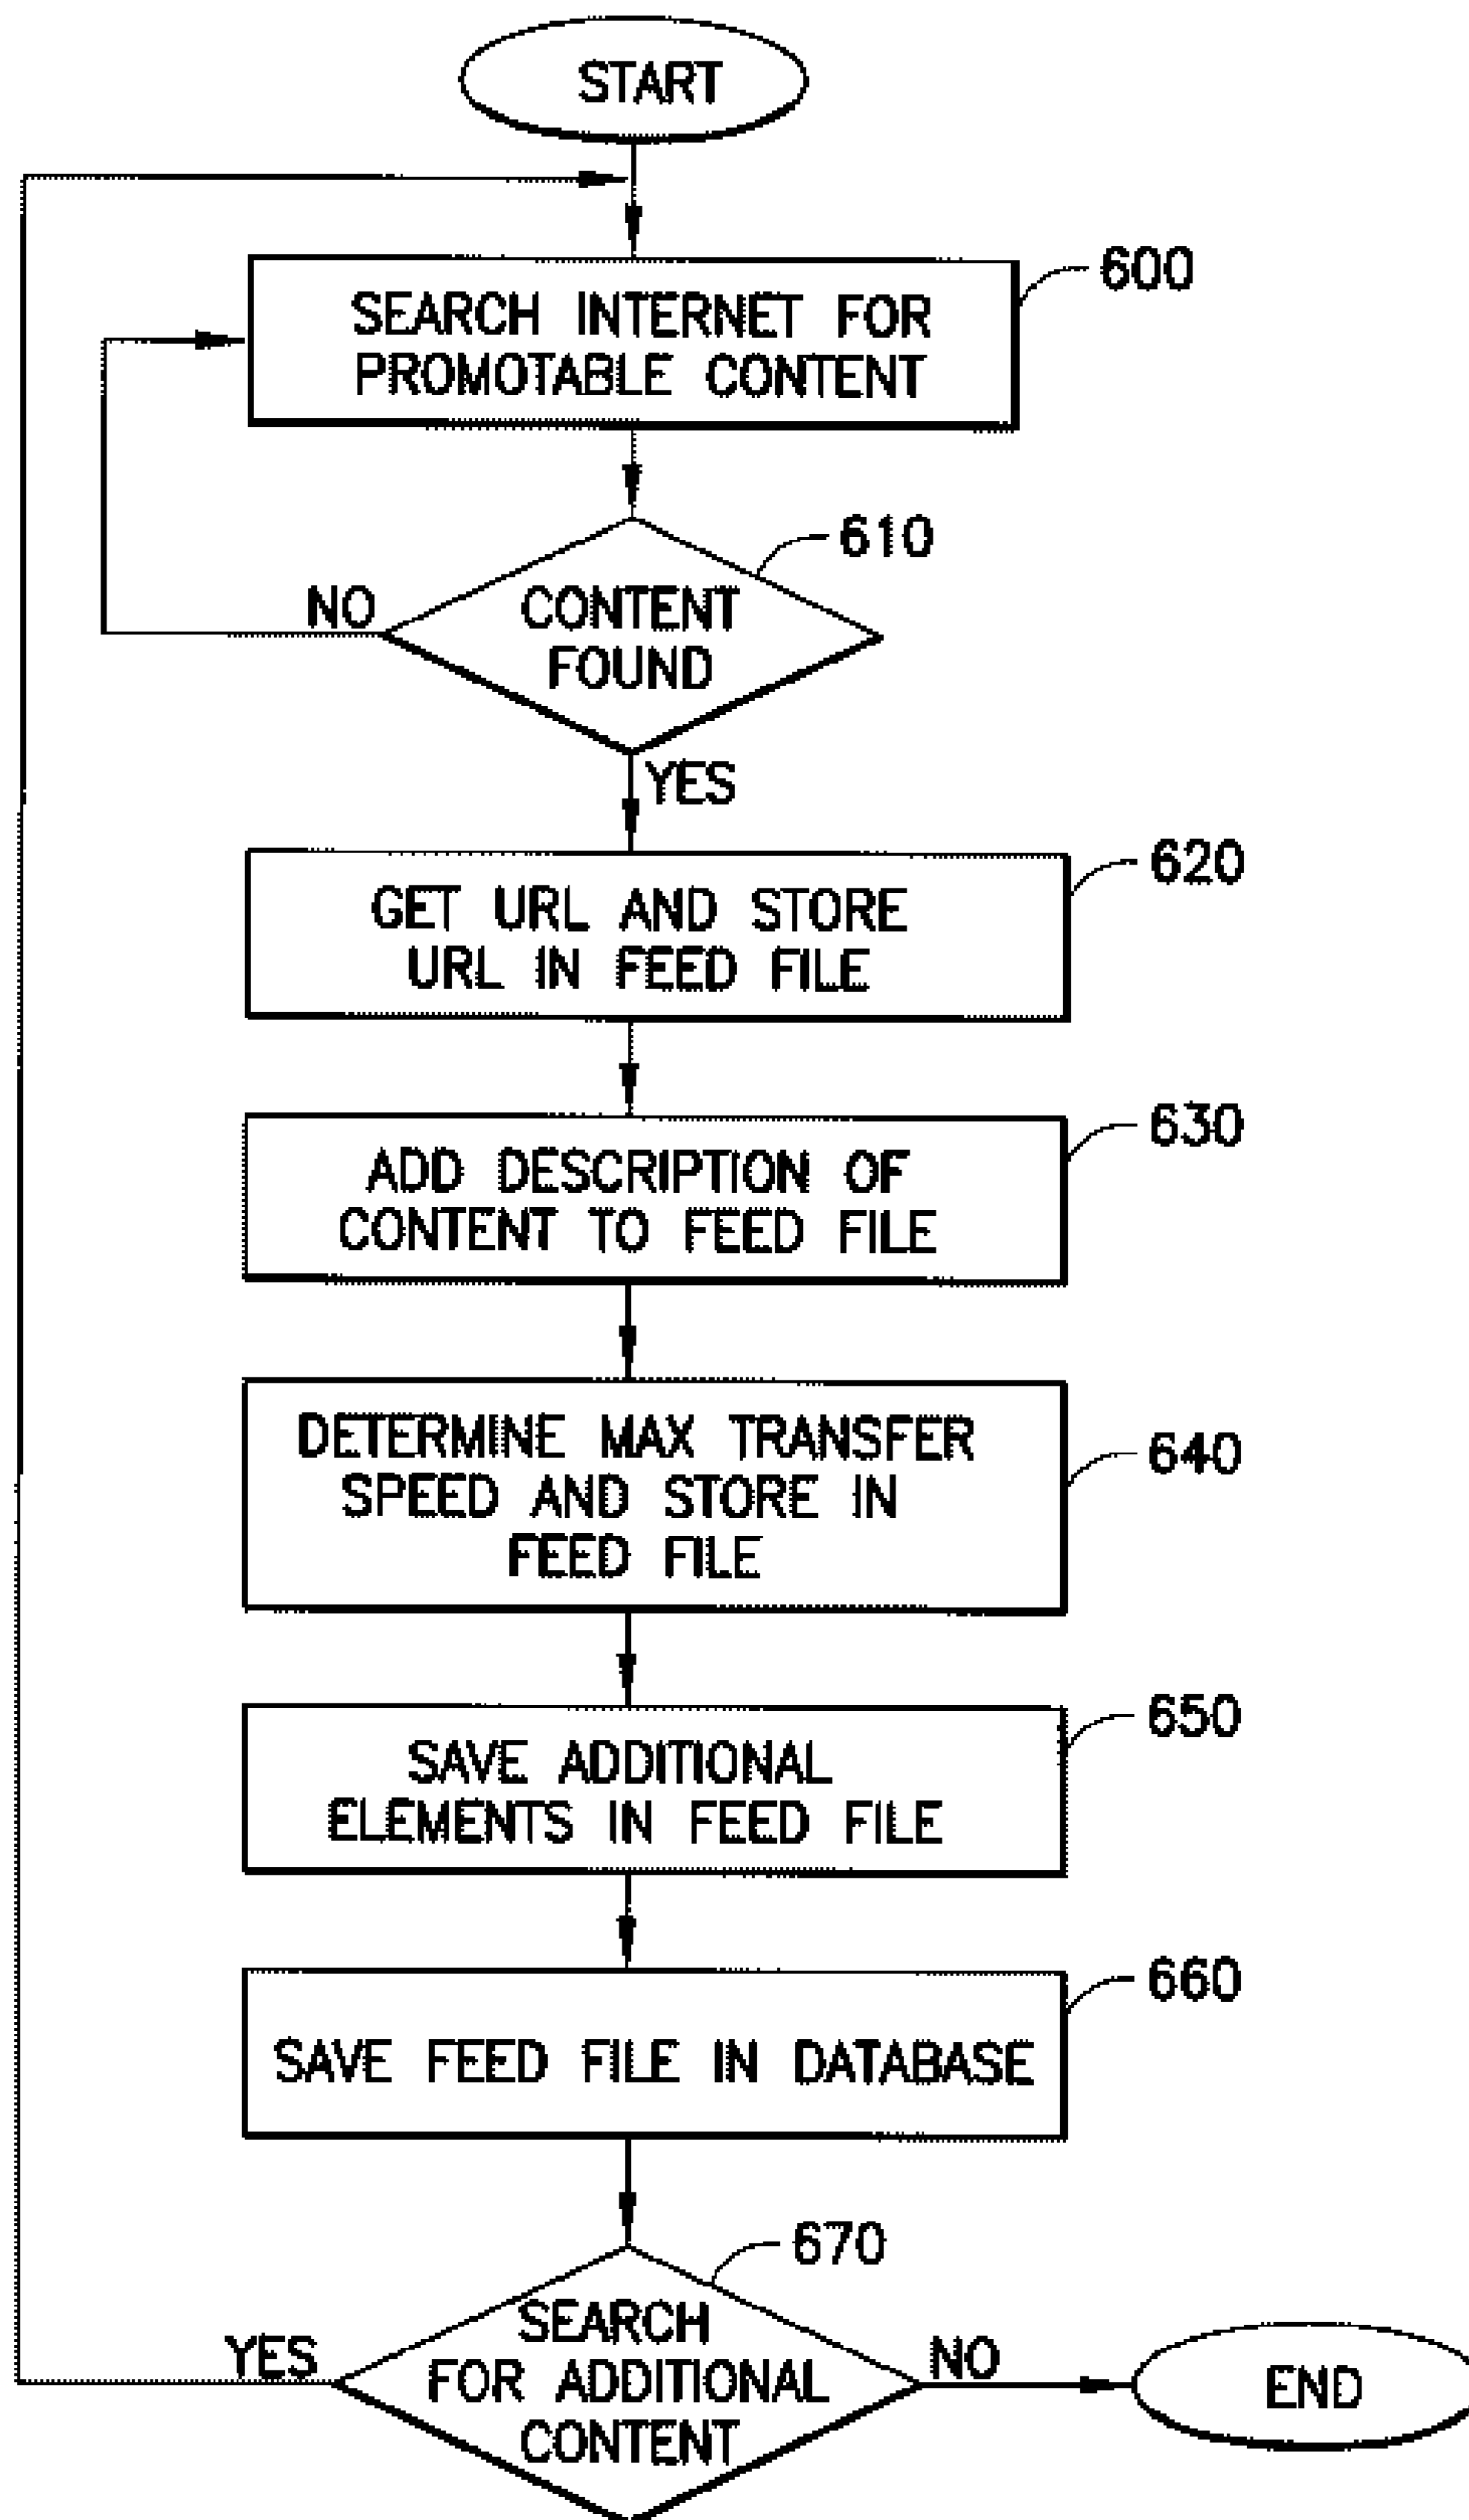 START
600
SEARCH INTERNET FOR
PROMOTABLE CONTENT
610
NO
CONTENT
FOUND
YES
620
GET URL AND STORE
URL IN FEED FILE
630
ADD DESCRIPTION OF
CONTENT TO FEED FILE
640
DETERMINE MAX TRANSFER
SPEED AND STORE IN
FEED FILE
650
SAVE ADDITIONAL
ELEMENTS IN FEED FILE
660
SAVE FEED FILE IN DATABASE
670
YES
SEARCH
FOR ADDITIONAL
CONTENT
NO
END